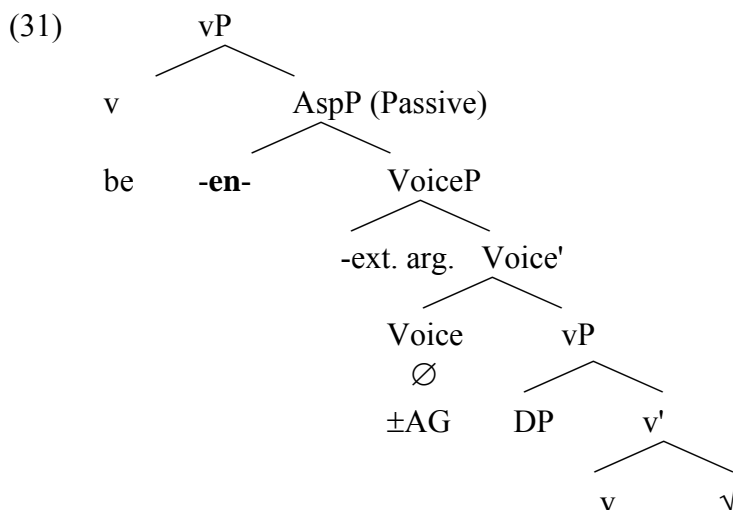 (31) vP
v AspP (Passive)
be -en- VoiceP
-ext. arg. Voice'
Voice vP
∅
±AG DP v'
v √